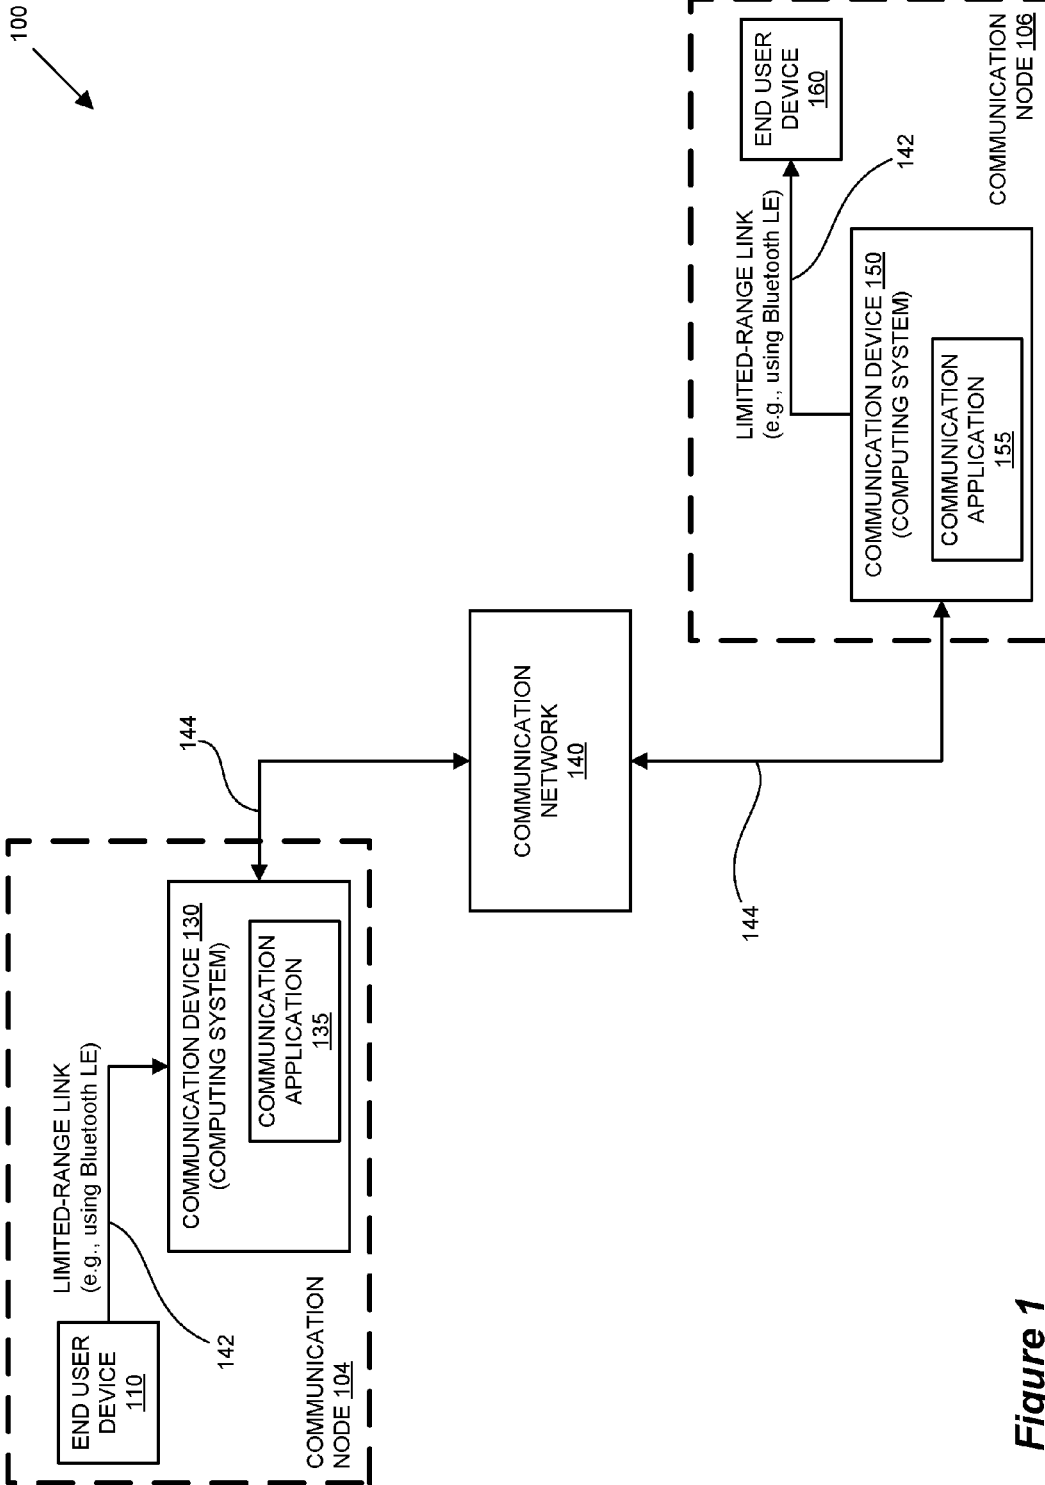 100
END USER
DEVICE
110
LIMITED-RANGE LINK
(e.g., using Bluetooth LE)
142
COMMUNICATION DEVICE 130
(COMPUTING SYSTEM)
COMMUNICATION
APPLICATION
135
COMMUNICATION
NODE 104
144
COMMUNICATION
NETWORK
140
144
LIMITED-RANGE LINK
(e.g., using Bluetooth LE)
END USER
DEVICE
160
142
COMMUNICATION DEVICE 150
(COMPUTING SYSTEM)
COMMUNICATION
APPLICATION
155
COMMUNICATION
NODE 106
Figure 1